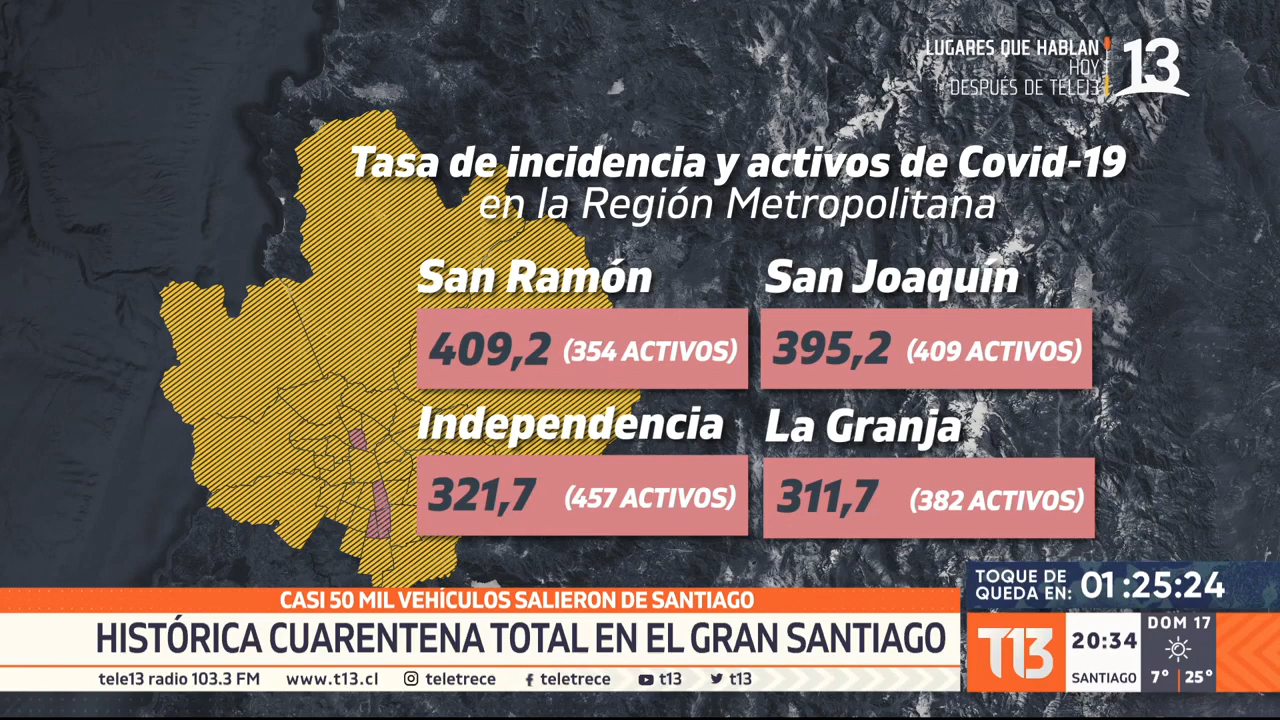 LUGARES QUE HABLAN
HOY
DESPUÉS DE TELE13
13
Tasa de incidencia y activos de Covid-19
en la Región Metropolitana
San Ramón
409,2 (354 ACTIVOS)
San Joaquín
395,2 (409 ACTIVOS)
Independencia
321,7 (457 ACTIVOS)
La Granja
311,7 (382 ACTIVOS)
TOQUE DE
QUEDA EN: 01:25:24
CASI 50 MIL VEHÍCULOS SALIERON DE SANTIAGO
HISTÓRICA CUARENTENA TOTAL EN EL GRAN SANTIAGO
tele13 radio 103.3 FM www.t13.cl teletrece teletrece t13 t13
T13
20:34
SANTIAGO
DOM 17
7° 25°